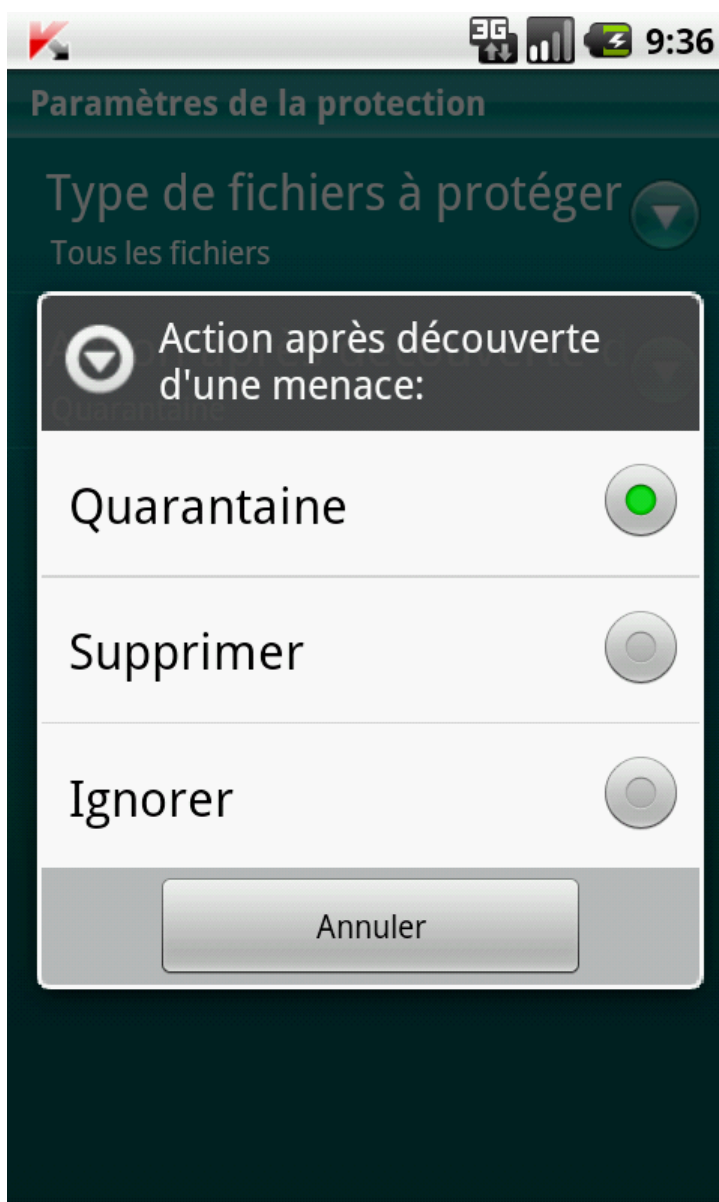 3G 9:36
Paramètres de la protection
Type de fichiers à protéger
Tous les fichiers
Action après découverte
d'une menace:
Quarantaine
Quarantaine
Supprimer
Ignorer
Annuler